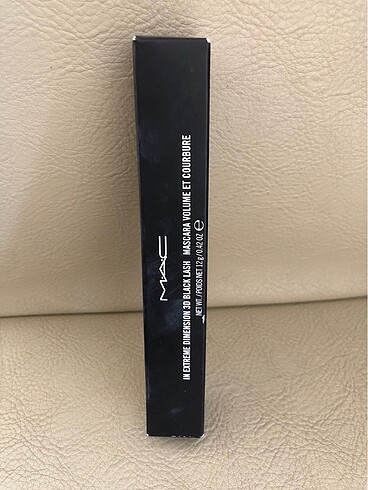 MAC
IN EXTREME DIMENSION 3D BLACK LASH MASCARA VOLUME ET COURBURE
NET WT./POIDS NET 12 g/0.42 OZ ℮